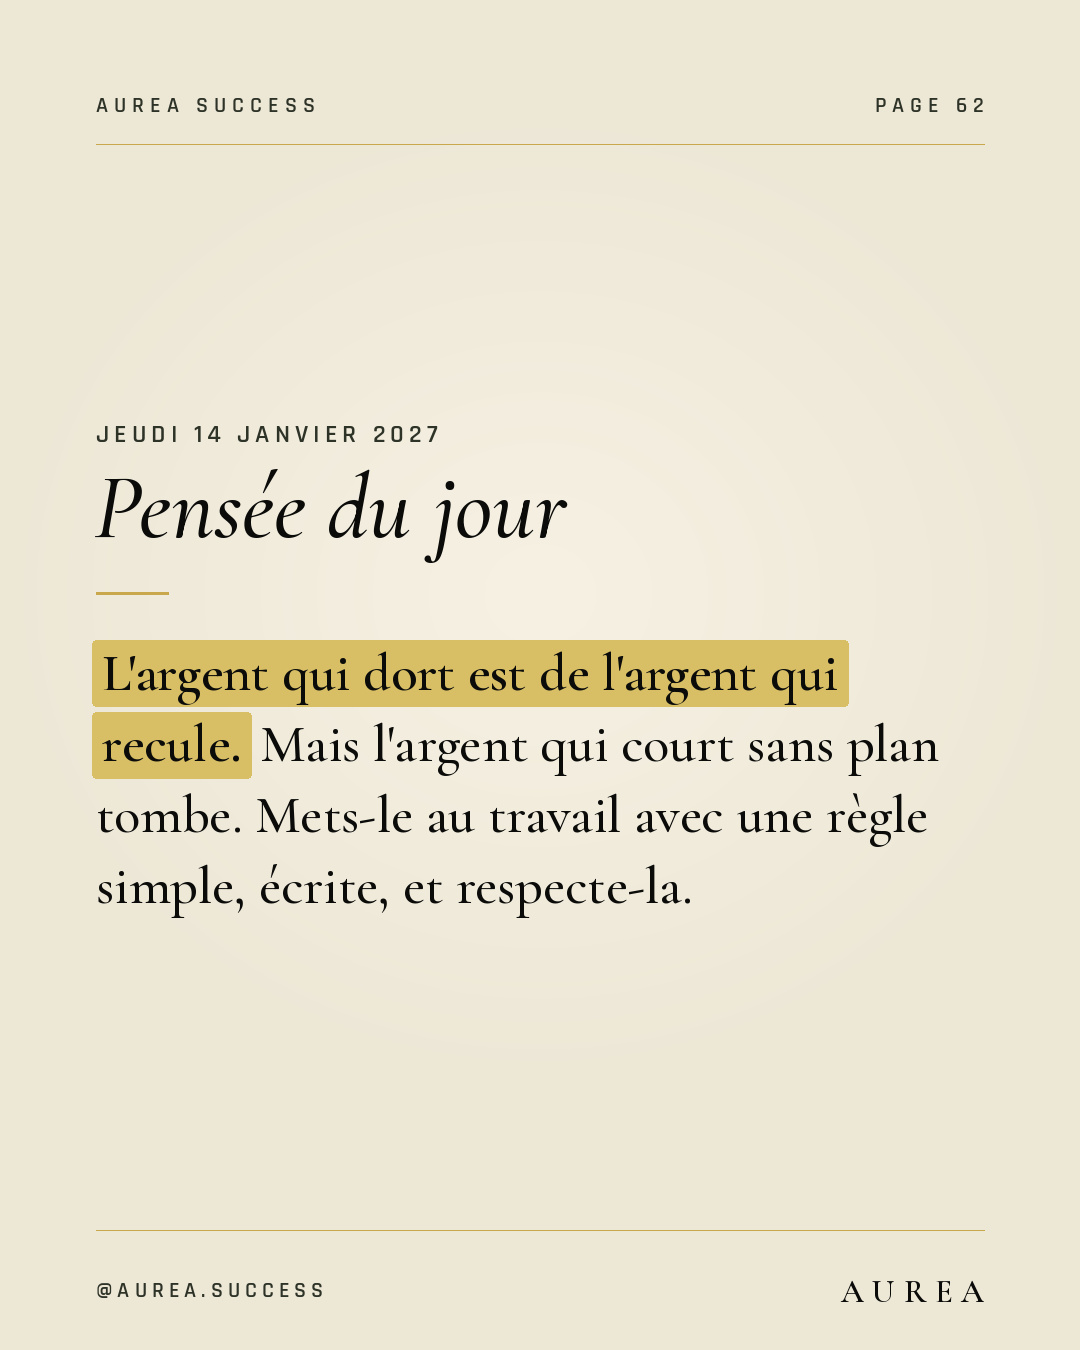 AUREA SUCCESS
PAGE 62
JEUDI 14 JANVIER 2027
Pensée du jour
L'argent qui dort est de l'argent qui
recule. Mais l'argent qui court sans plan
tombe. Mets-le au travail avec une règle
simple, écrite, et respecte-la.
@AUREA.SUCCESS
AUREA